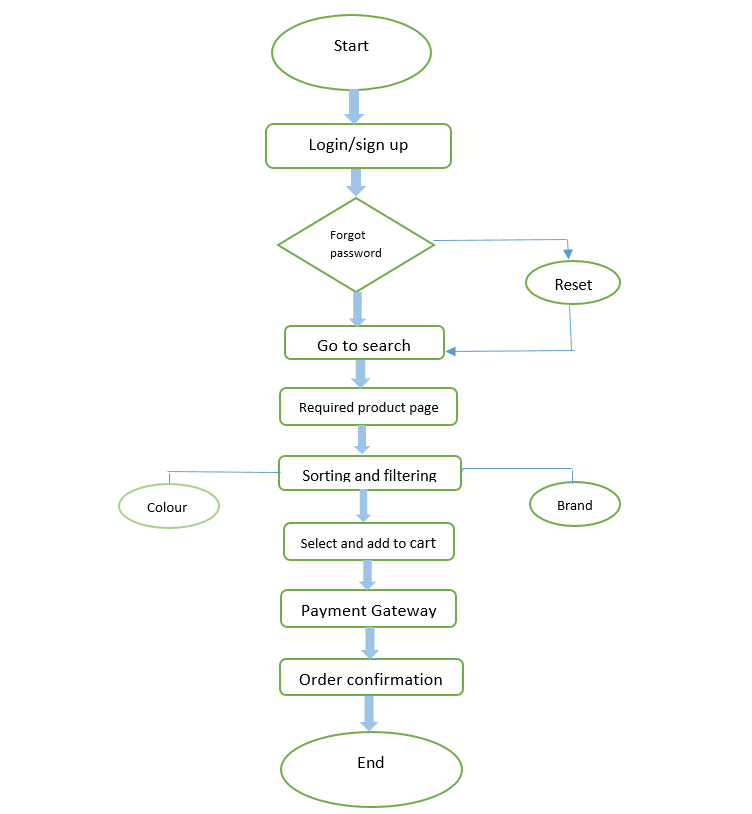 Start
Login/sign up
Forgot
password
Reset
Go to search
Required product page
Sorting and filtering
Colour
Brand
Select and add to cart
Payment Gateway
Order confirmation
End